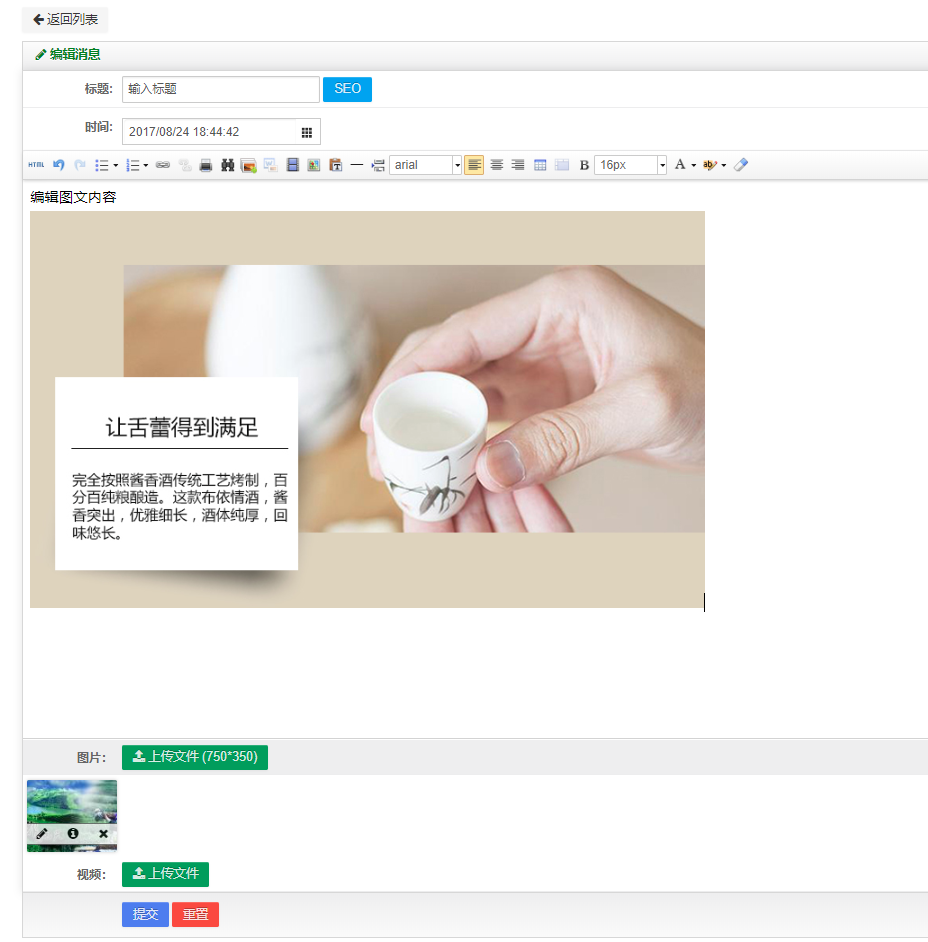 返回列表
编辑消息
标题: 输入标题 SEO
时间: 2017/08/24 18:44:42
HTML arial B 16px A ab
编辑图文内容
让舌蕾得到满足
完全按照酱香酒传统工艺烤制，百
分百纯粮酿造。这款布依情酒，酱
香突出，优雅细长，酒体纯厚，回
味悠长。
图片: 上传文件 (750*350)
视频: 上传文件
提交 重置